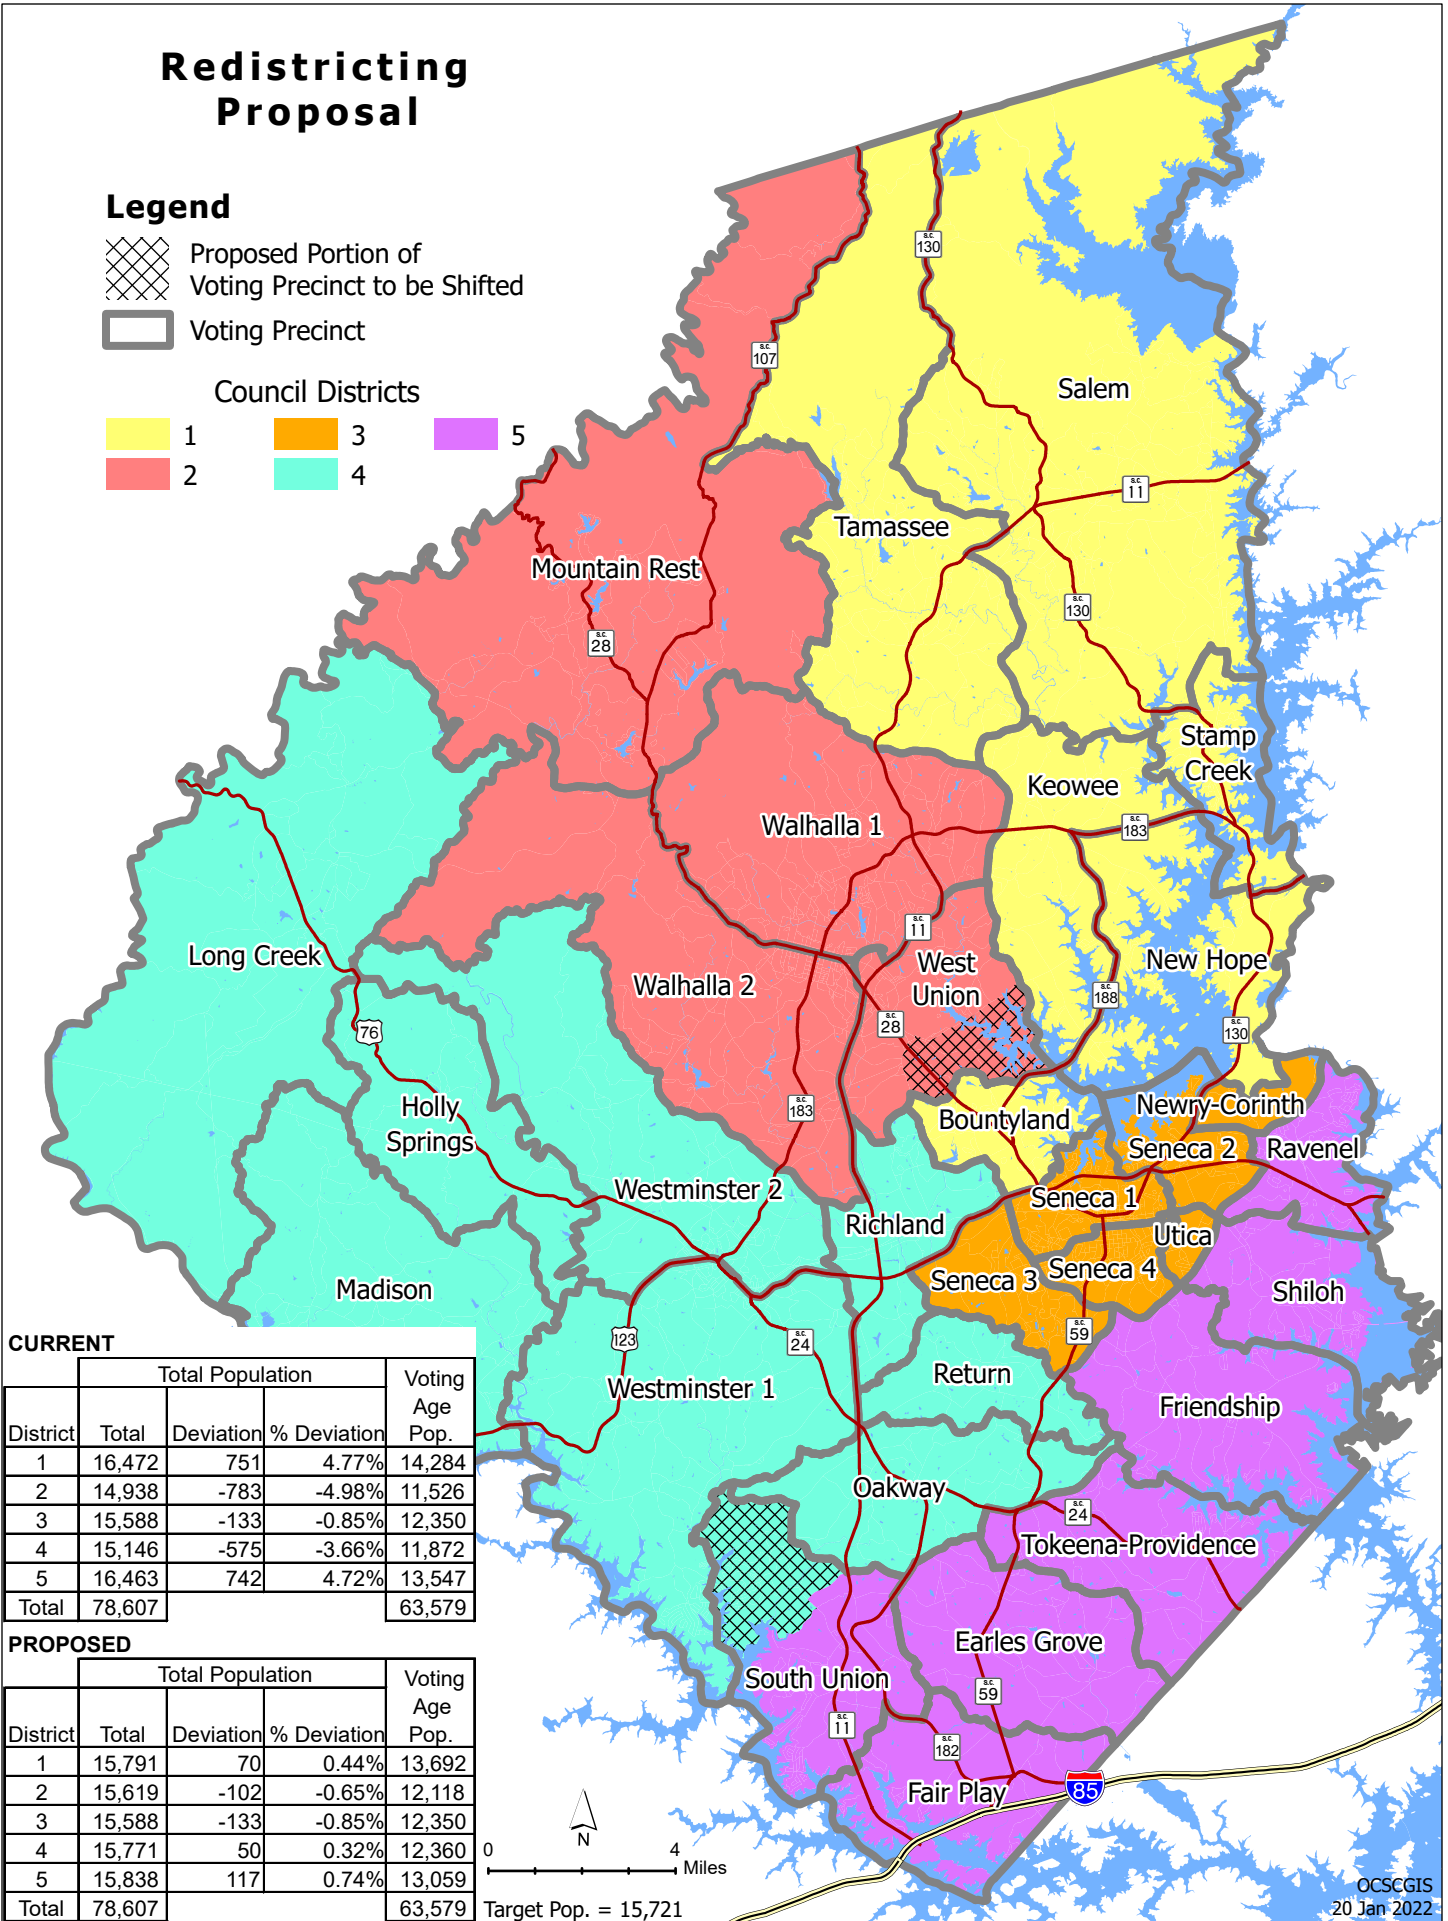 Redistricting
Proposal
Legend
Proposed Portion of
Voting Precinct to be Shifted
Voting Precinct
Council Districts
1 3 5
2 4
S.C.
130
S.C.
107
Salem
S.C.
11
Tamassee
Mountain Rest
S.C.
130
S.C.
28
Stamp
Creek
Keowee
Walhalla 1
S.C.
183
S.C.
11
Long Creek
West
Union
New Hope
Walhalla 2
S.C.
188
S.C.
28
76
S.C.
130
Holly
Springs
S.C.
183
Bountyland
Newry-Corinth
Seneca 2
Ravenel
Westminster 2
Seneca 1
Richland
Utica
Seneca 3
Seneca 4
Madison
Shiloh
123
S.C.
24
S.C.
59
Return
Westminster 1
Friendship
Oakway
S.C.
24
Tokeena-Providence
Earles Grove
South Union
S.C.
59
S.C.
11
S.C.
182
Fair Play
85
CURRENT
Total Population Voting Age Pop.
District Total Deviation % Deviation
1 16,472 751 4.77% 14,284
2 14,938 -783 -4.98% 11,526
3 15,588 -133 -0.85% 12,350
4 15,146 -575 -3.66% 11,872
5 16,463 742 4.72% 13,547
Total 78,607 63,579
PROPOSED
Total Population Voting Age Pop.
District Total Deviation % Deviation
1 15,791 70 0.44% 13,692
2 15,619 -102 -0.65% 12,118
3 15,588 -133 -0.85% 12,350
4 15,771 50 0.32% 12,360
5 15,838 117 0.74% 13,059
Total 78,607 63,579
N
0 4
Miles
Target Pop. = 15,721
OCSCGIS
20 Jan 2022